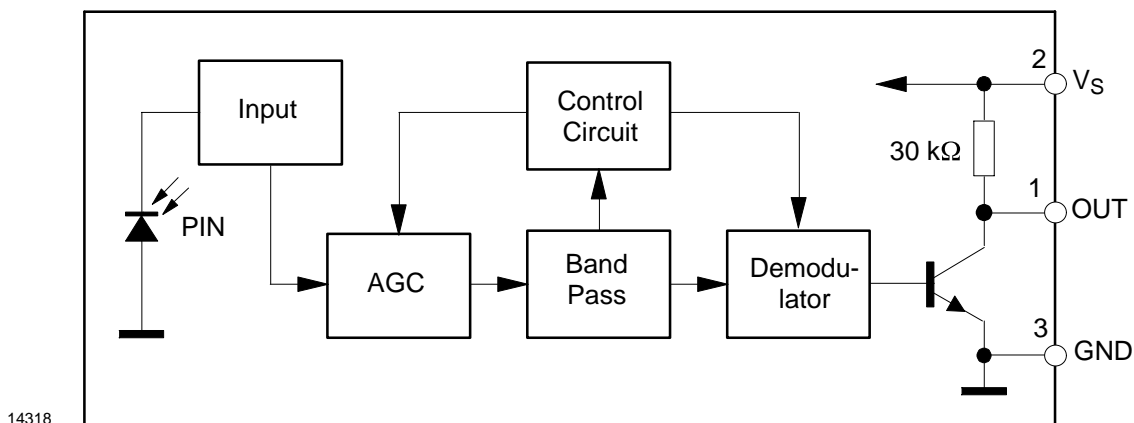 Input
Control
Circuit
2
VS
30 kΩ
1
OUT
PIN
AGC
Band
Pass
Demodu-
lator
3
GND
14318